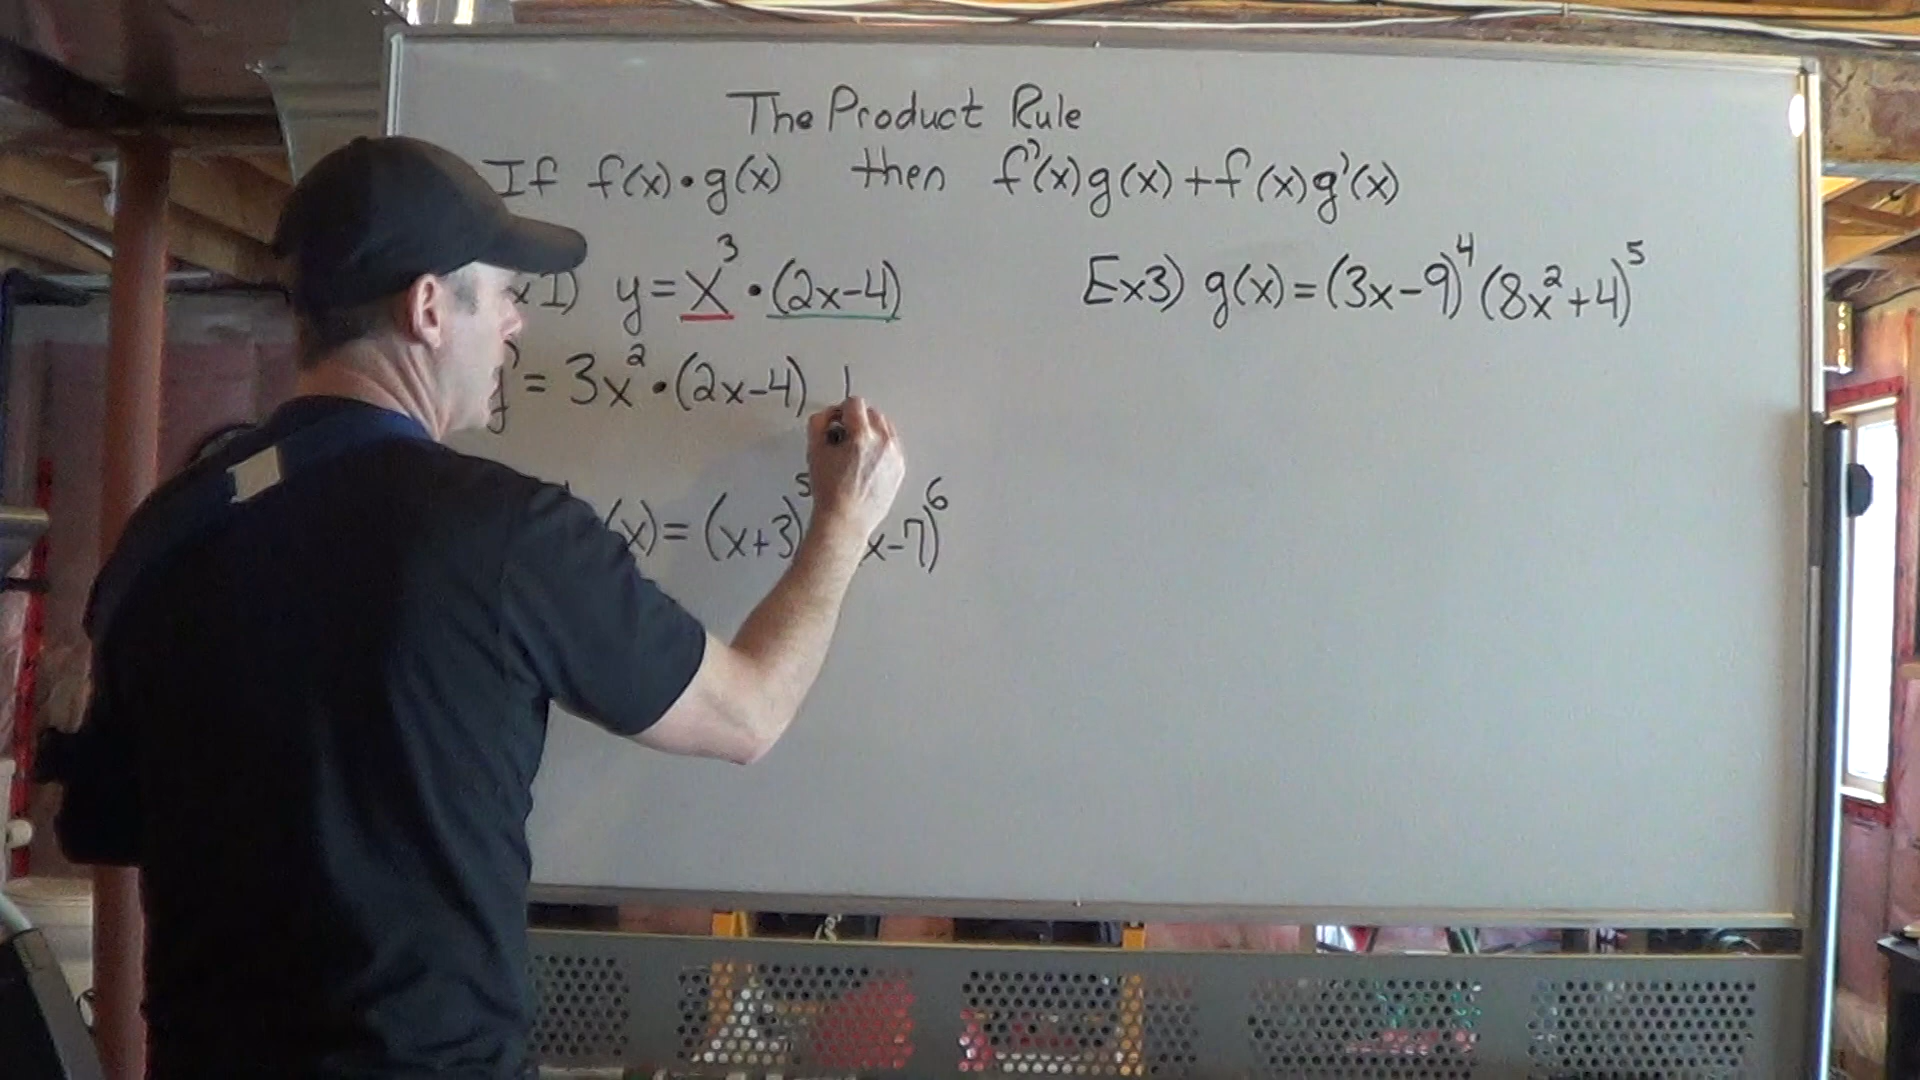 The Product Rule
If f(x)•g(x) then f'(x)g(x)+f(x)g'(x)
x1) y=x³•(2x-4)
y'= 3x²•(2x-4)
(x)= (x+3)⁵ x-7)⁶
Ex3) g(x)=(3x-9)⁴(8x²+4)⁵